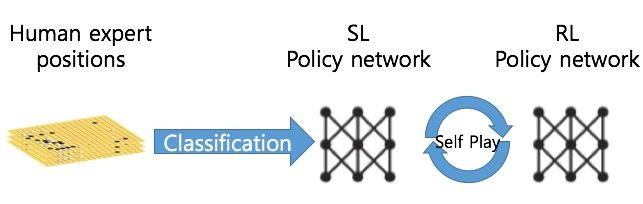 Human expert
positions
SL
Policy network
RL
Policy network
Classification
Self Play